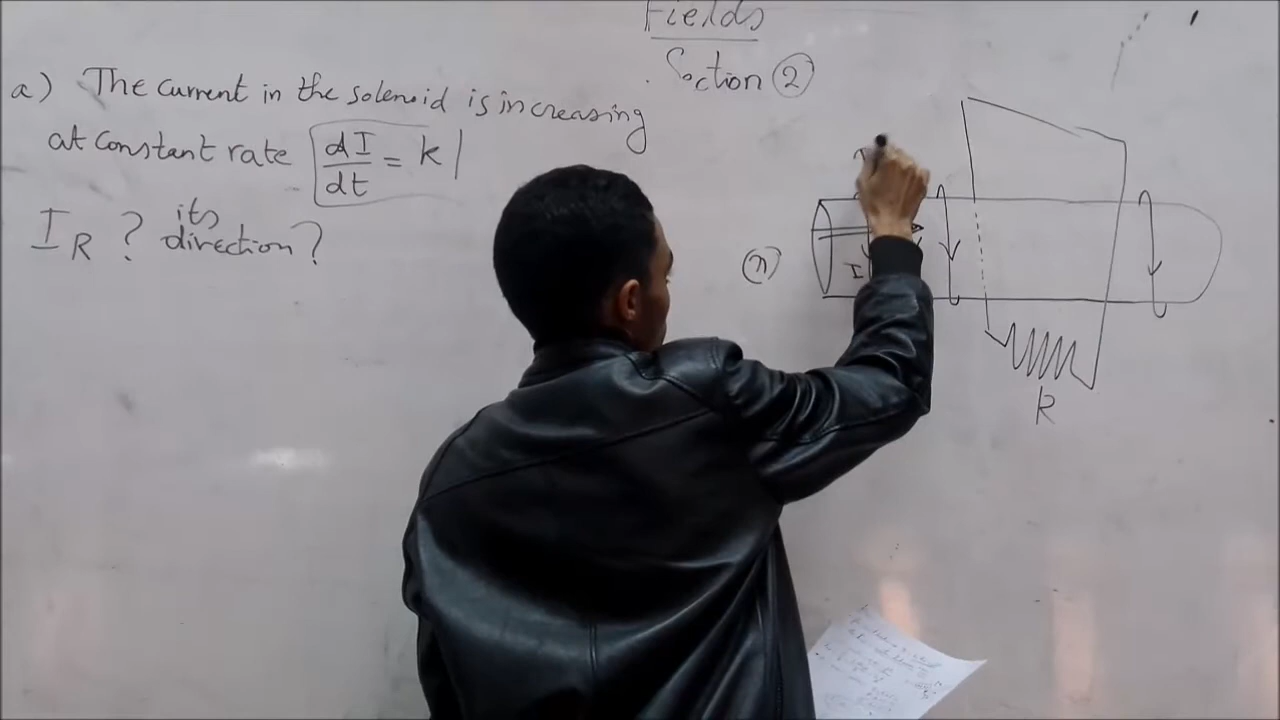 Fields
Section 2
a) The current in the solenoid is increasing
at constant rate dI/dt = k
I_R ? its direction ?
(n)
I
R